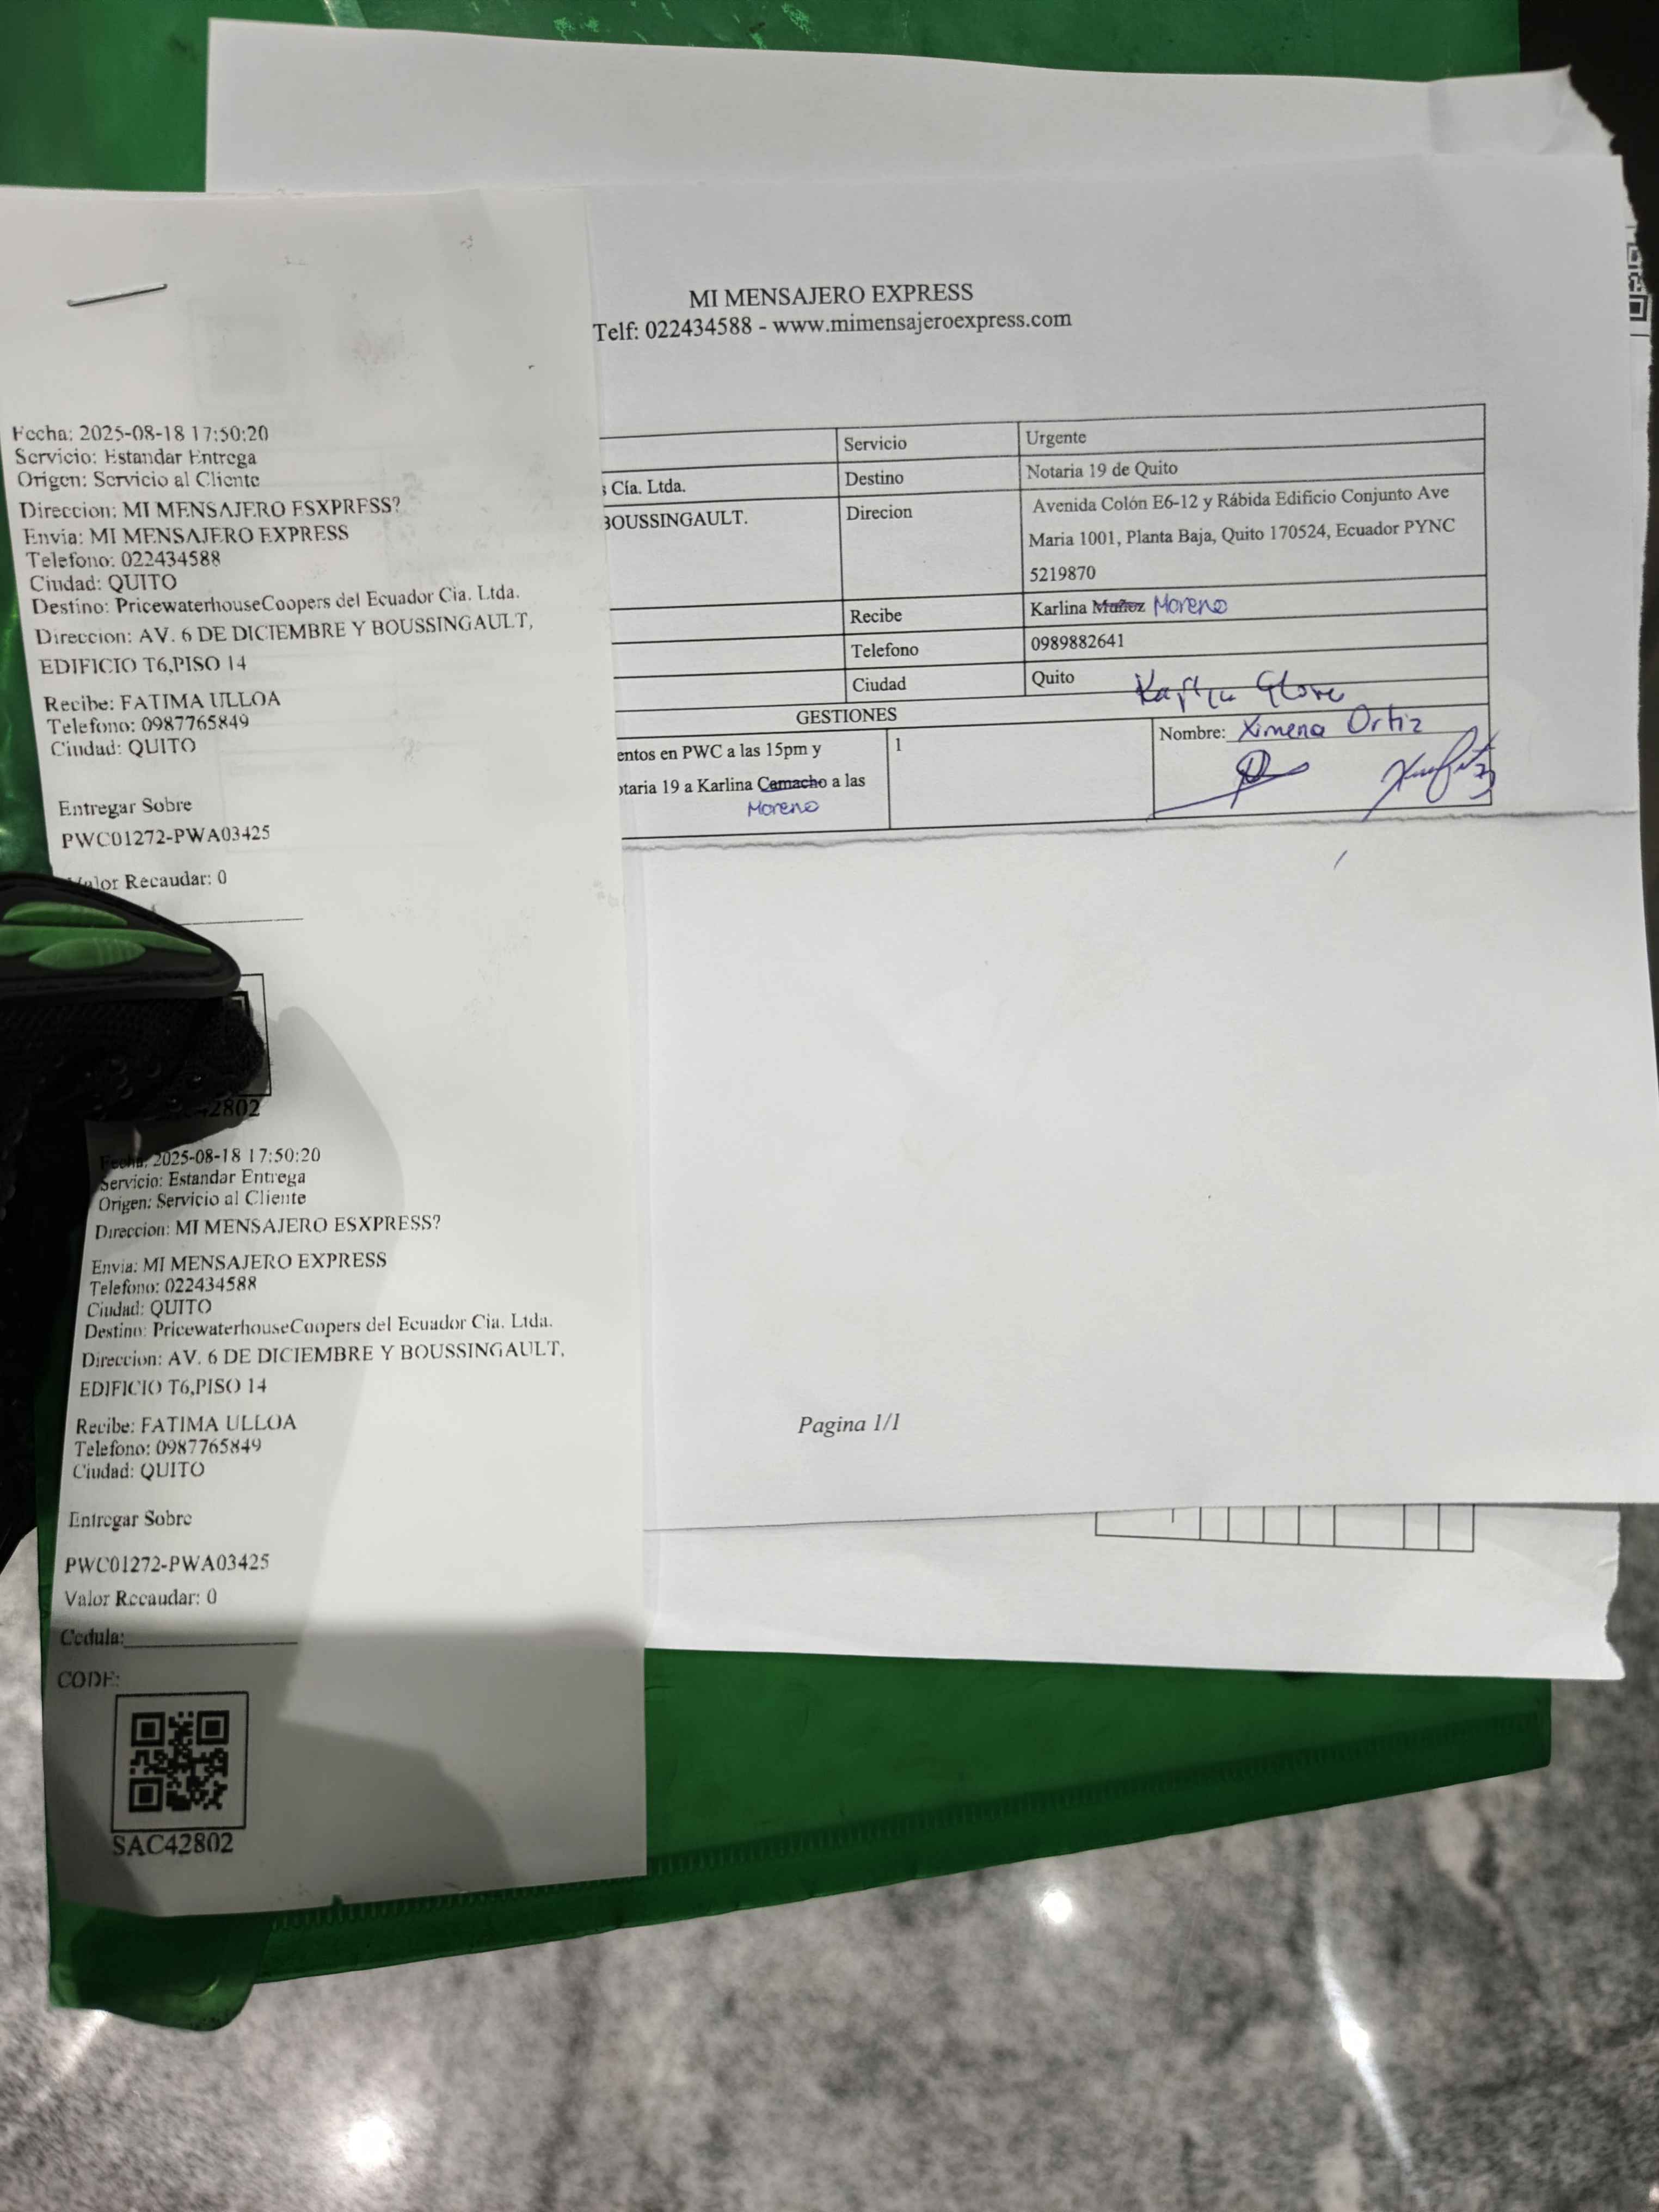 Fecha: 2025-08-18 17:50:20
Servicio: Estandar Entrega
Origen: Servicio al Cliente
Direccion: MI MENSAJERO ESXPRESS?
Envia: MI MENSAJERO EXPRESS
Telefono: 022434588
Ciudad: QUITO
Destino: PricewaterhouseCoopers del Ecuador Cia. Ltda.
Direccion: AV. 6 DE DICIEMBRE Y BOUSSINGAULT,
EDIFICIO T6,PISO 14
Recibe: FATIMA ULLOA
Telefono: 0987765849
Ciudad: QUITO
Entregar Sobre
PWC01272-PWA03425
Valor Recaudar: 0
42802
Fecha: 2025-08-18 17:50:20
Servicio: Estandar Entrega
Origen: Servicio al Cliente
Direccion: MI MENSAJERO ESXPRESS?
Envia: MI MENSAJERO EXPRESS
Telefono: 022434588
Ciudad: QUITO
Destino: PricewaterhouseCoopers del Ecuador Cia. Ltda.
Direccion: AV. 6 DE DICIEMBRE Y BOUSSINGAULT,
EDIFICIO T6,PISO 14
Recibe: FATIMA ULLOA
Telefono: 0987765849
Ciudad: QUITO
Entregar Sobre
PWC01272-PWA03425
Valor Recaudar: 0
Cedula:
CODE:
SAC42802
MI MENSAJERO EXPRESS
Telf: 022434588 - www.mimensajeroexpress.com
Servicio Urgente
s Cía. Ltda. Destino Notaria 19 de Quito
BOUSSINGAULT. Direcion Avenida Colón E6-12 y Rábida Edificio Conjunto Ave
Maria 1001, Planta Baja, Quito 170524, Ecuador PYNC
5219870
Recibe Karlina Muñoz Moreno
Telefono 0989882641
Ciudad Quito
GESTIONES
entos en PWC a las 15pm y 1 Nombre: Ximena Ortiz
otaria 19 a Karlina Camacho a las
Moreno
Pagina 1/1